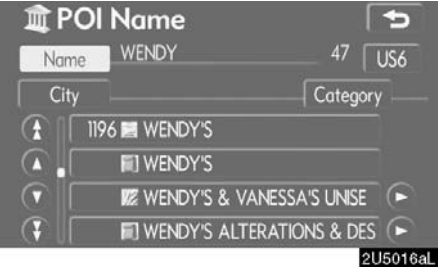 POI Name
Name WENDY 47 US6
City Category
1196 WENDY'S
WENDY'S
WENDY'S & VANESSA'S UNISE
WENDY'S ALTERATIONS & DES
2U5016aL